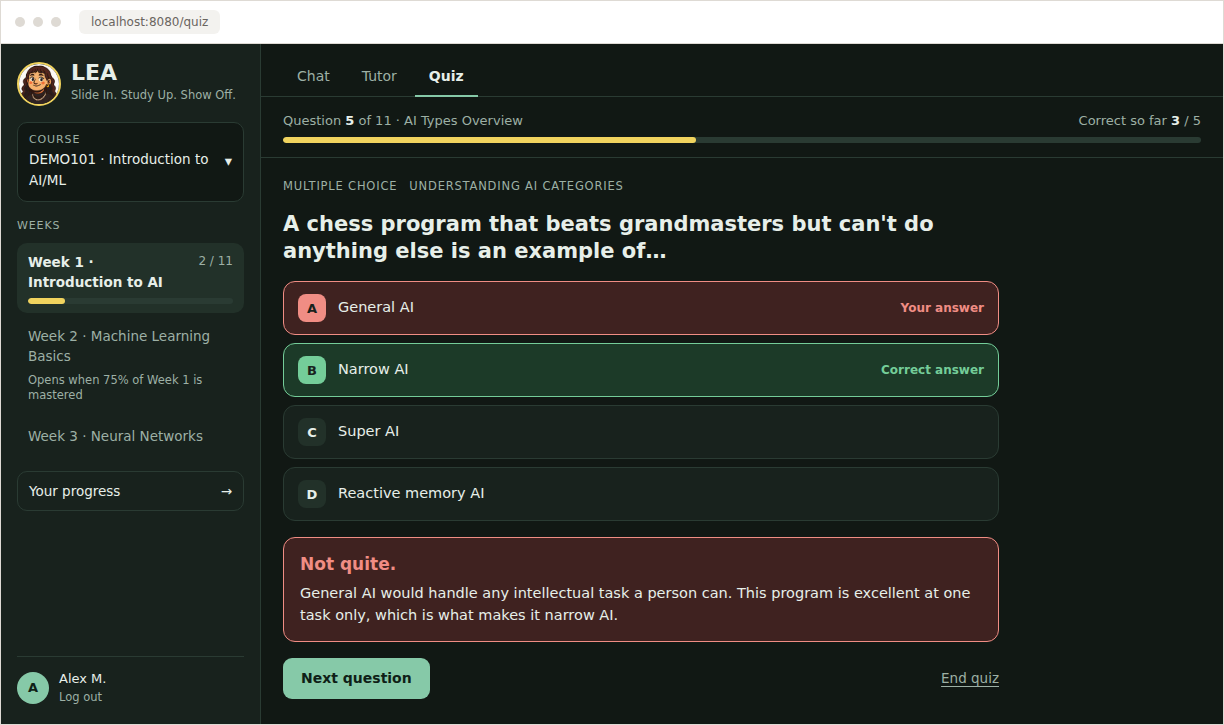 localhost:8080/quiz
LEA
Slide In. Study Up. Show Off.
COURSE
DEMO101 · Introduction to
AI/ML
▼
WEEKS
Week 1 ·
Introduction to AI
2 / 11
Week 2 · Machine Learning
Basics
Opens when 75% of Week 1 is
mastered
Week 3 · Neural Networks
Your progress →
A
Alex M.
Log out
Chat
Tutor
Quiz
Question 5 of 11 · AI Types Overview
Correct so far 3 / 5
MULTIPLE CHOICE UNDERSTANDING AI CATEGORIES
A chess program that beats grandmasters but can't do
anything else is an example of…
A General AI Your answer
B Narrow AI Correct answer
C Super AI
D Reactive memory AI
Not quite.
General AI would handle any intellectual task a person can. This program is excellent at one
task only, which is what makes it narrow AI.
Next question
End quiz